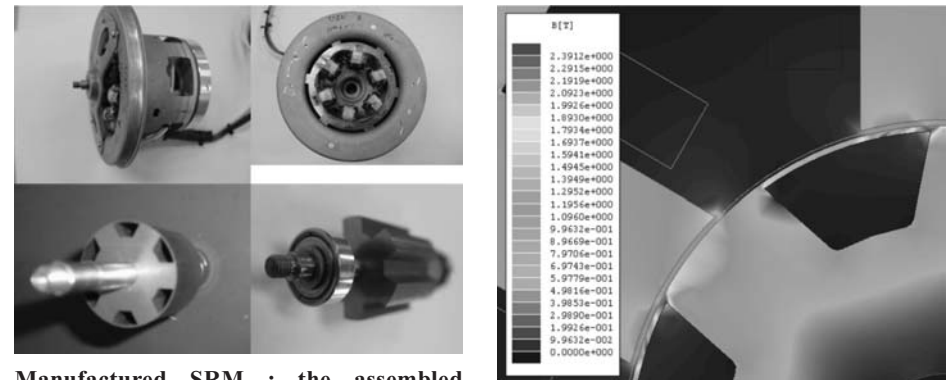 B[T]
2.3912e+000
2.2915e+000
2.1919e+000
2.0923e+000
1.9926e+000
1.8930e+000
1.7934e+000
1.6937e+000
1.5941e+000
1.4945e+000
1.3949e+000
1.2952e+000
1.1956e+000
1.0960e+000
9.9632e-001
8.9669e-001
7.9706e-001
6.9743e-001
5.9779e-001
4.9816e-001
3.9853e-001
2.9890e-001
1.9926e-001
9.9632e-002
0.0000e+000
Manufactured SRM : the assembled